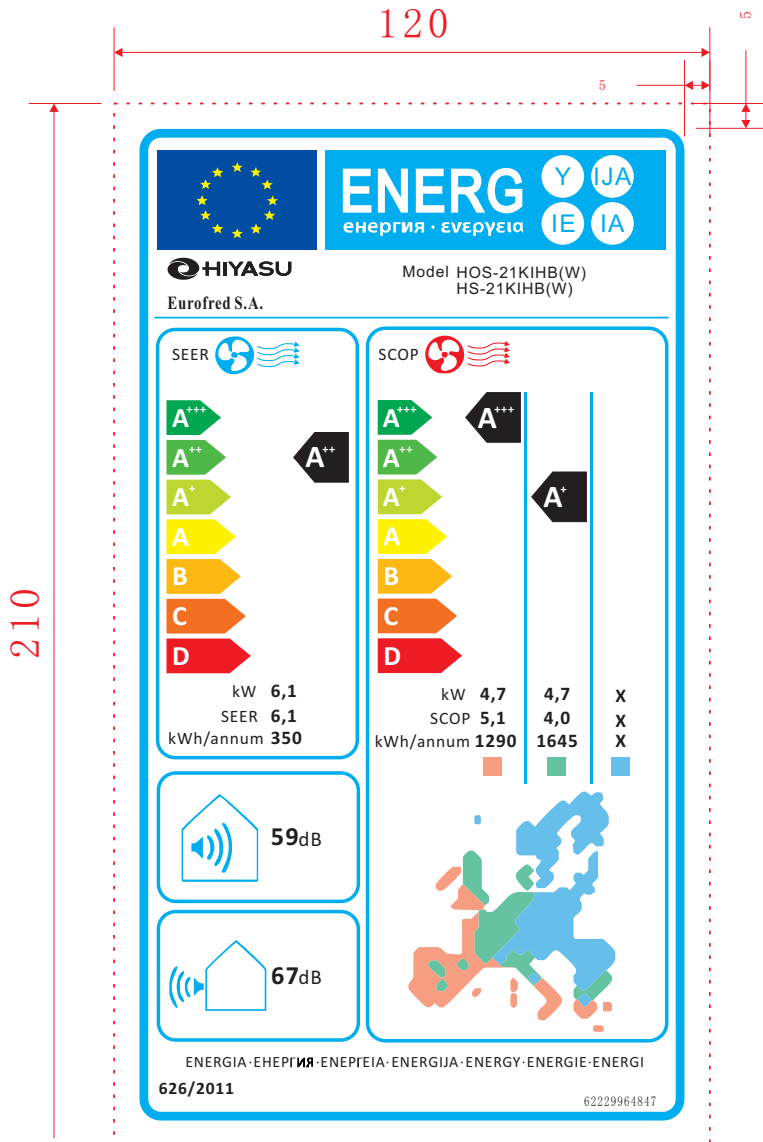 120
5
5
210
ENERG
енергия · ενεργεια
Y IJA
IE IA
HIYASU
Eurofred S.A.
Model HOS-21KIHB(W)
HS-21KIHB(W)
SEER
A+++
A++
A+
A
B
C
D
A++
kW 6,1
SEER 6,1
kWh/annum 350
SCOP
A+++
A++
A+
A
B
C
D
A+++
A+
kW 4,7 4,7 X
SCOP 5,1 4,0 X
kWh/annum 1290 1645 X
59dB
67dB
ENERGIA·ЕНЕРГИЯ·ΕΝΕΡΓΕΙΑ·ENERGIJA·ENERGY·ENERGIE·ENERGI
626/2011
62229964847